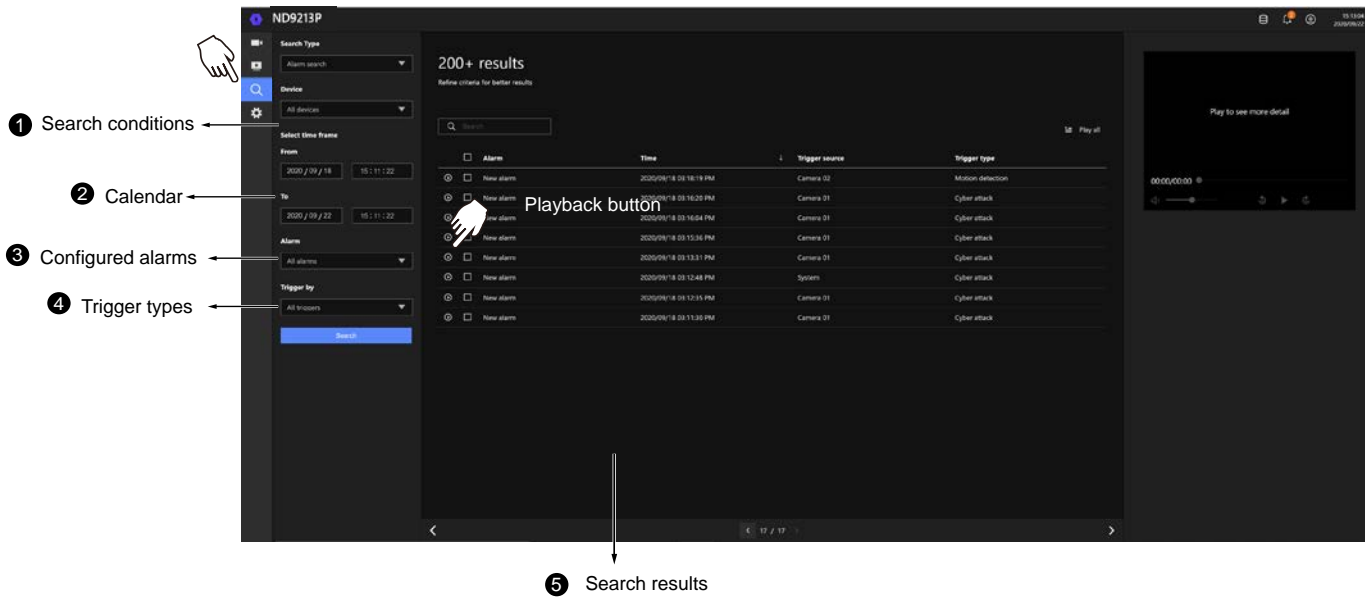 ND9213P
15:13:04
2020/09/22
Search Type
Alarm search
Device
All devices
Select time frame
From
2020 / 09 / 18 15 : 11 : 22
To
2020 / 09 / 22 15 : 11 : 22
Alarm
All alarms
Trigger by
All triggers
Search
1 Search conditions
2 Calendar
3 Configured alarms
4 Trigger types
200+ results
Refine criteria for better results
Search
Play all
Alarm Time Trigger source Trigger type
New alarm 2020/09/18 03:18:19 PM Camera 02 Motion detection
New alarm 2020/09/18 03:16:20 PM Camera 01 Cyber attack
Playback button
New alarm 2020/09/18 03:16:04 PM Camera 01 Cyber attack
New alarm 2020/09/18 03:15:36 PM Camera 01 Cyber attack
New alarm 2020/09/18 03:13:31 PM Camera 01 Cyber attack
New alarm 2020/09/18 03:12:48 PM System Cyber attack
New alarm 2020/09/18 03:12:35 PM Camera 01 Cyber attack
New alarm 2020/09/18 03:11:30 PM Camera 01 Cyber attack
17 / 17
Play to see more detail
00:00/00:00
5 Search results